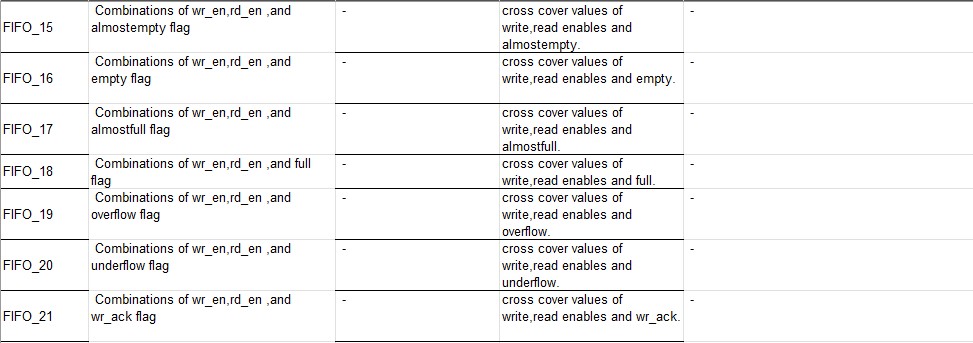 FIFO_15
Combinations of wr_en,rd_en ,and
almostempty flag
-
cross cover values of
write,read enables and
almostempty.
-
FIFO_16
Combinations of wr_en,rd_en ,and
empty flag
-
cross cover values of
write,read enables and empty.
-
FIFO_17
Combinations of wr_en,rd_en ,and
almostfull flag
-
cross cover values of
write,read enables and
almostfull.
-
FIFO_18
Combinations of wr_en,rd_en ,and full
flag
-
cross cover values of
write,read enables and full.
-
FIFO_19
Combinations of wr_en,rd_en ,and
overflow flag
-
cross cover values of
write,read enables and
overflow.
-
FIFO_20
Combinations of wr_en,rd_en ,and
underflow flag
-
cross cover values of
write,read enables and
underflow.
-
FIFO_21
Combinations of wr_en,rd_en ,and
wr_ack flag
-
cross cover values of
write,read enables and wr_ack.
-